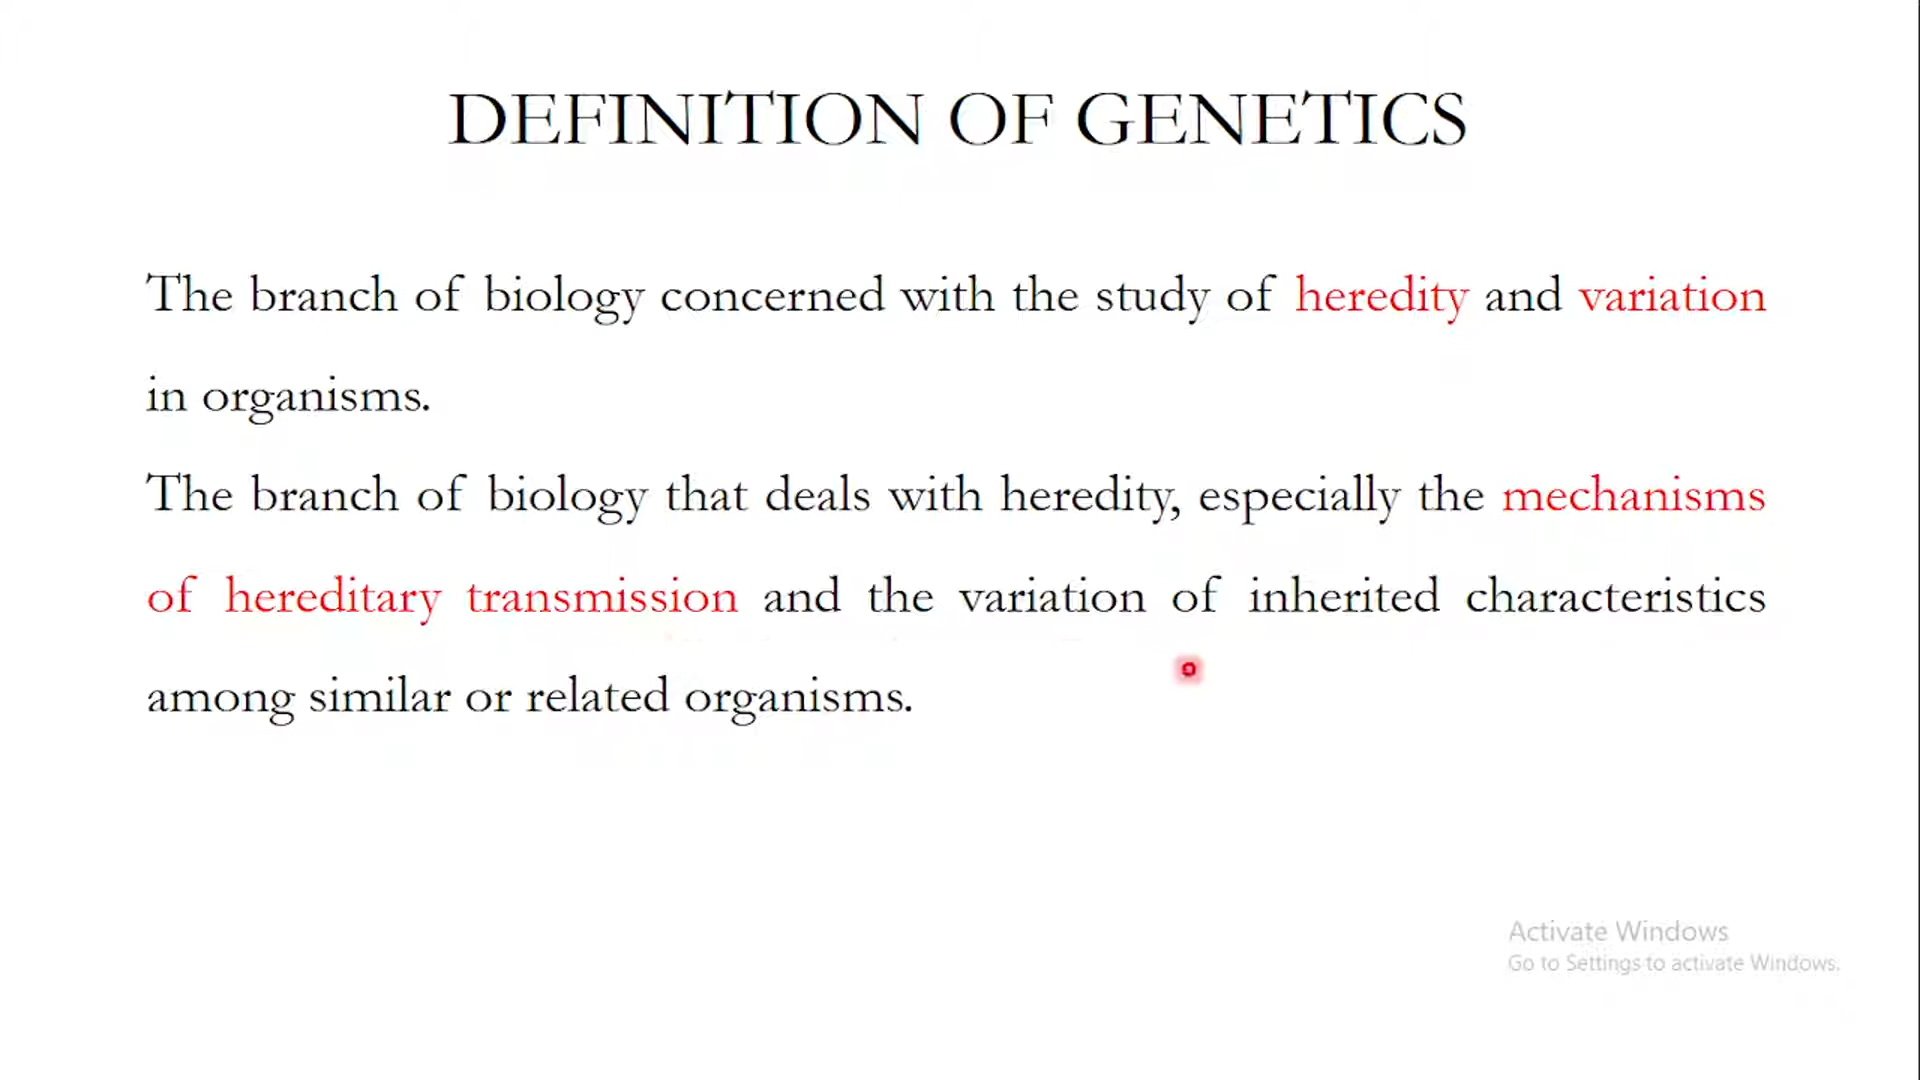 DEFINITION OF GENETICS
The branch of biology concerned with the study of heredity and variation
in organisms.
The branch of biology that deals with heredity, especially the mechanisms
of hereditary transmission and the variation of inherited characteristics
among similar or related organisms.
Activate Windows
Go to Settings to activate Windows.